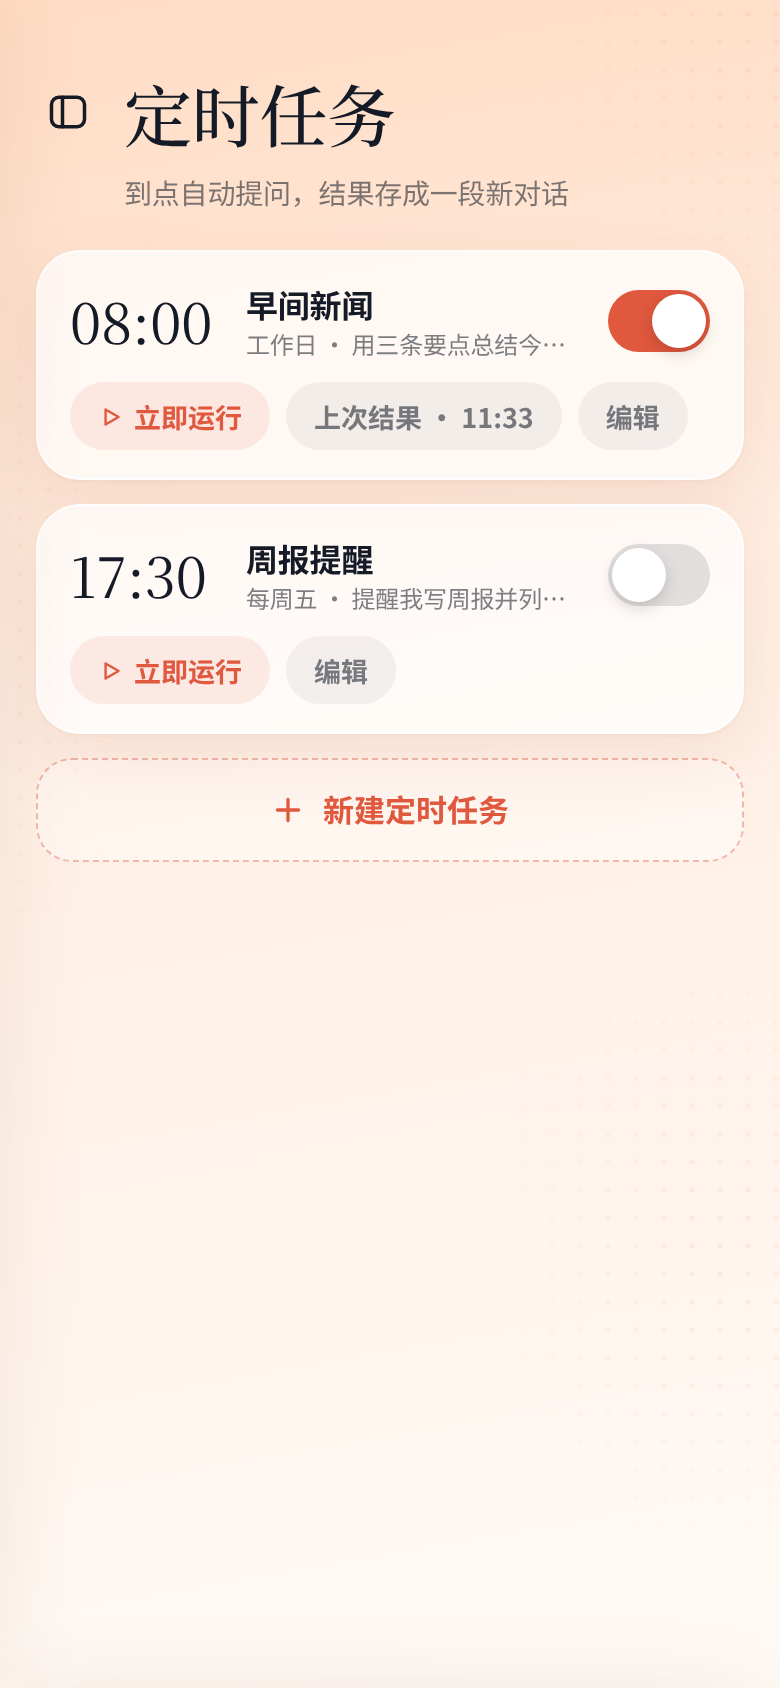 定时任务
到点自动提问，结果存成一段新对话
08:00
早间新闻
工作日 · 用三条要点总结今…
立即运行
上次结果 · 11:33
编辑
17:30
周报提醒
每周五 · 提醒我写周报并列…
立即运行
编辑
新建定时任务